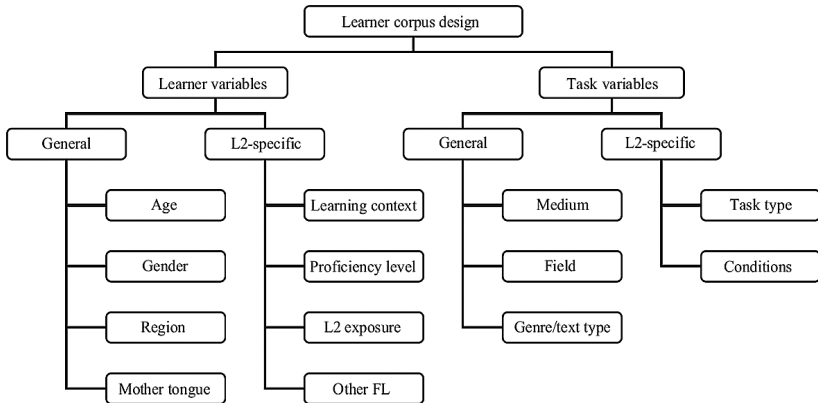 Learner corpus design
Learner variables
Task variables
General
L2-specific
General
L2-specific
Age
Learning context
Medium
Task type
Gender
Proficiency level
Field
Conditions
Region
L2 exposure
Genre/text type
Mother tongue
Other FL